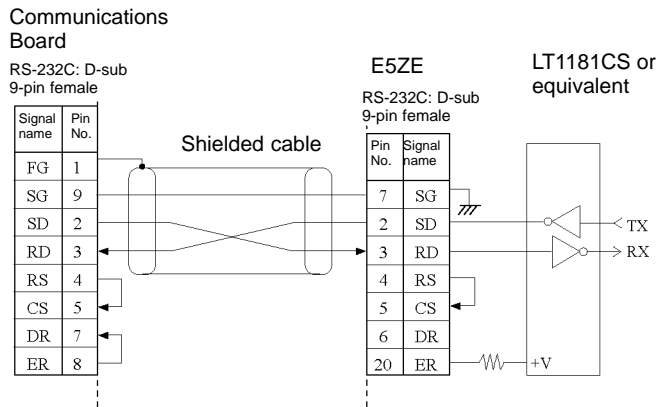 Communications
Board
RS-232C: D-sub
9-pin female
Signal name Pin No.
FG 1
SG 9
SD 2
RD 3
RS 4
CS 5
DR 7
ER 8
Shielded cable
E5ZE
RS-232C: D-sub
9-pin female
Pin No. Signal name
7 SG
2 SD
3 RD
4 RS
5 CS
6 DR
20 ER
LT1181CS or
equivalent
TX
RX
+V